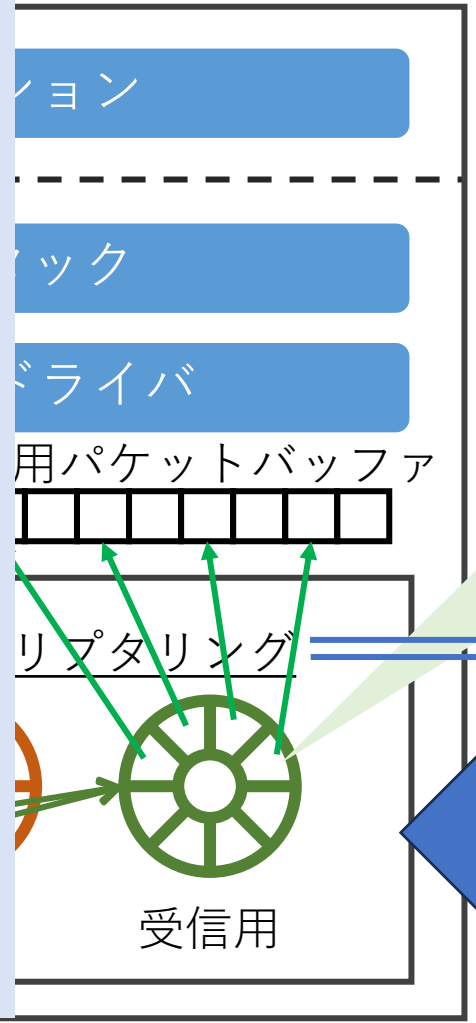 ション
ック
ドライバ
用パケットバッファ
リプタリング
受信用